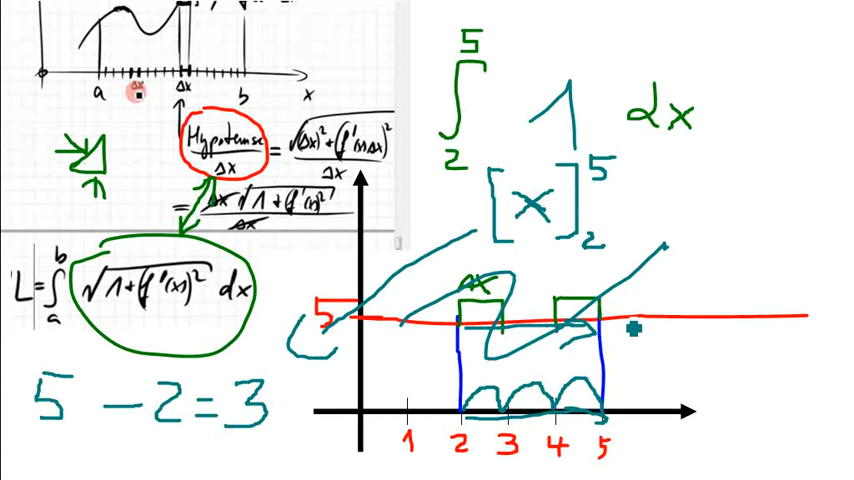 a Δx Δx b x
Hypotenuse/Δx = √((Δx)²+(f'(x)·Δx)²)/Δx
= Δx·√(1+(f'(x))²)/Δx
L = ∫ₐᵇ √(1+(f'(x))²) dx
5 − 2 = 3
∫₂⁵ 1 dx
[x]₂⁵
Δx
5
1 2 3 4 5